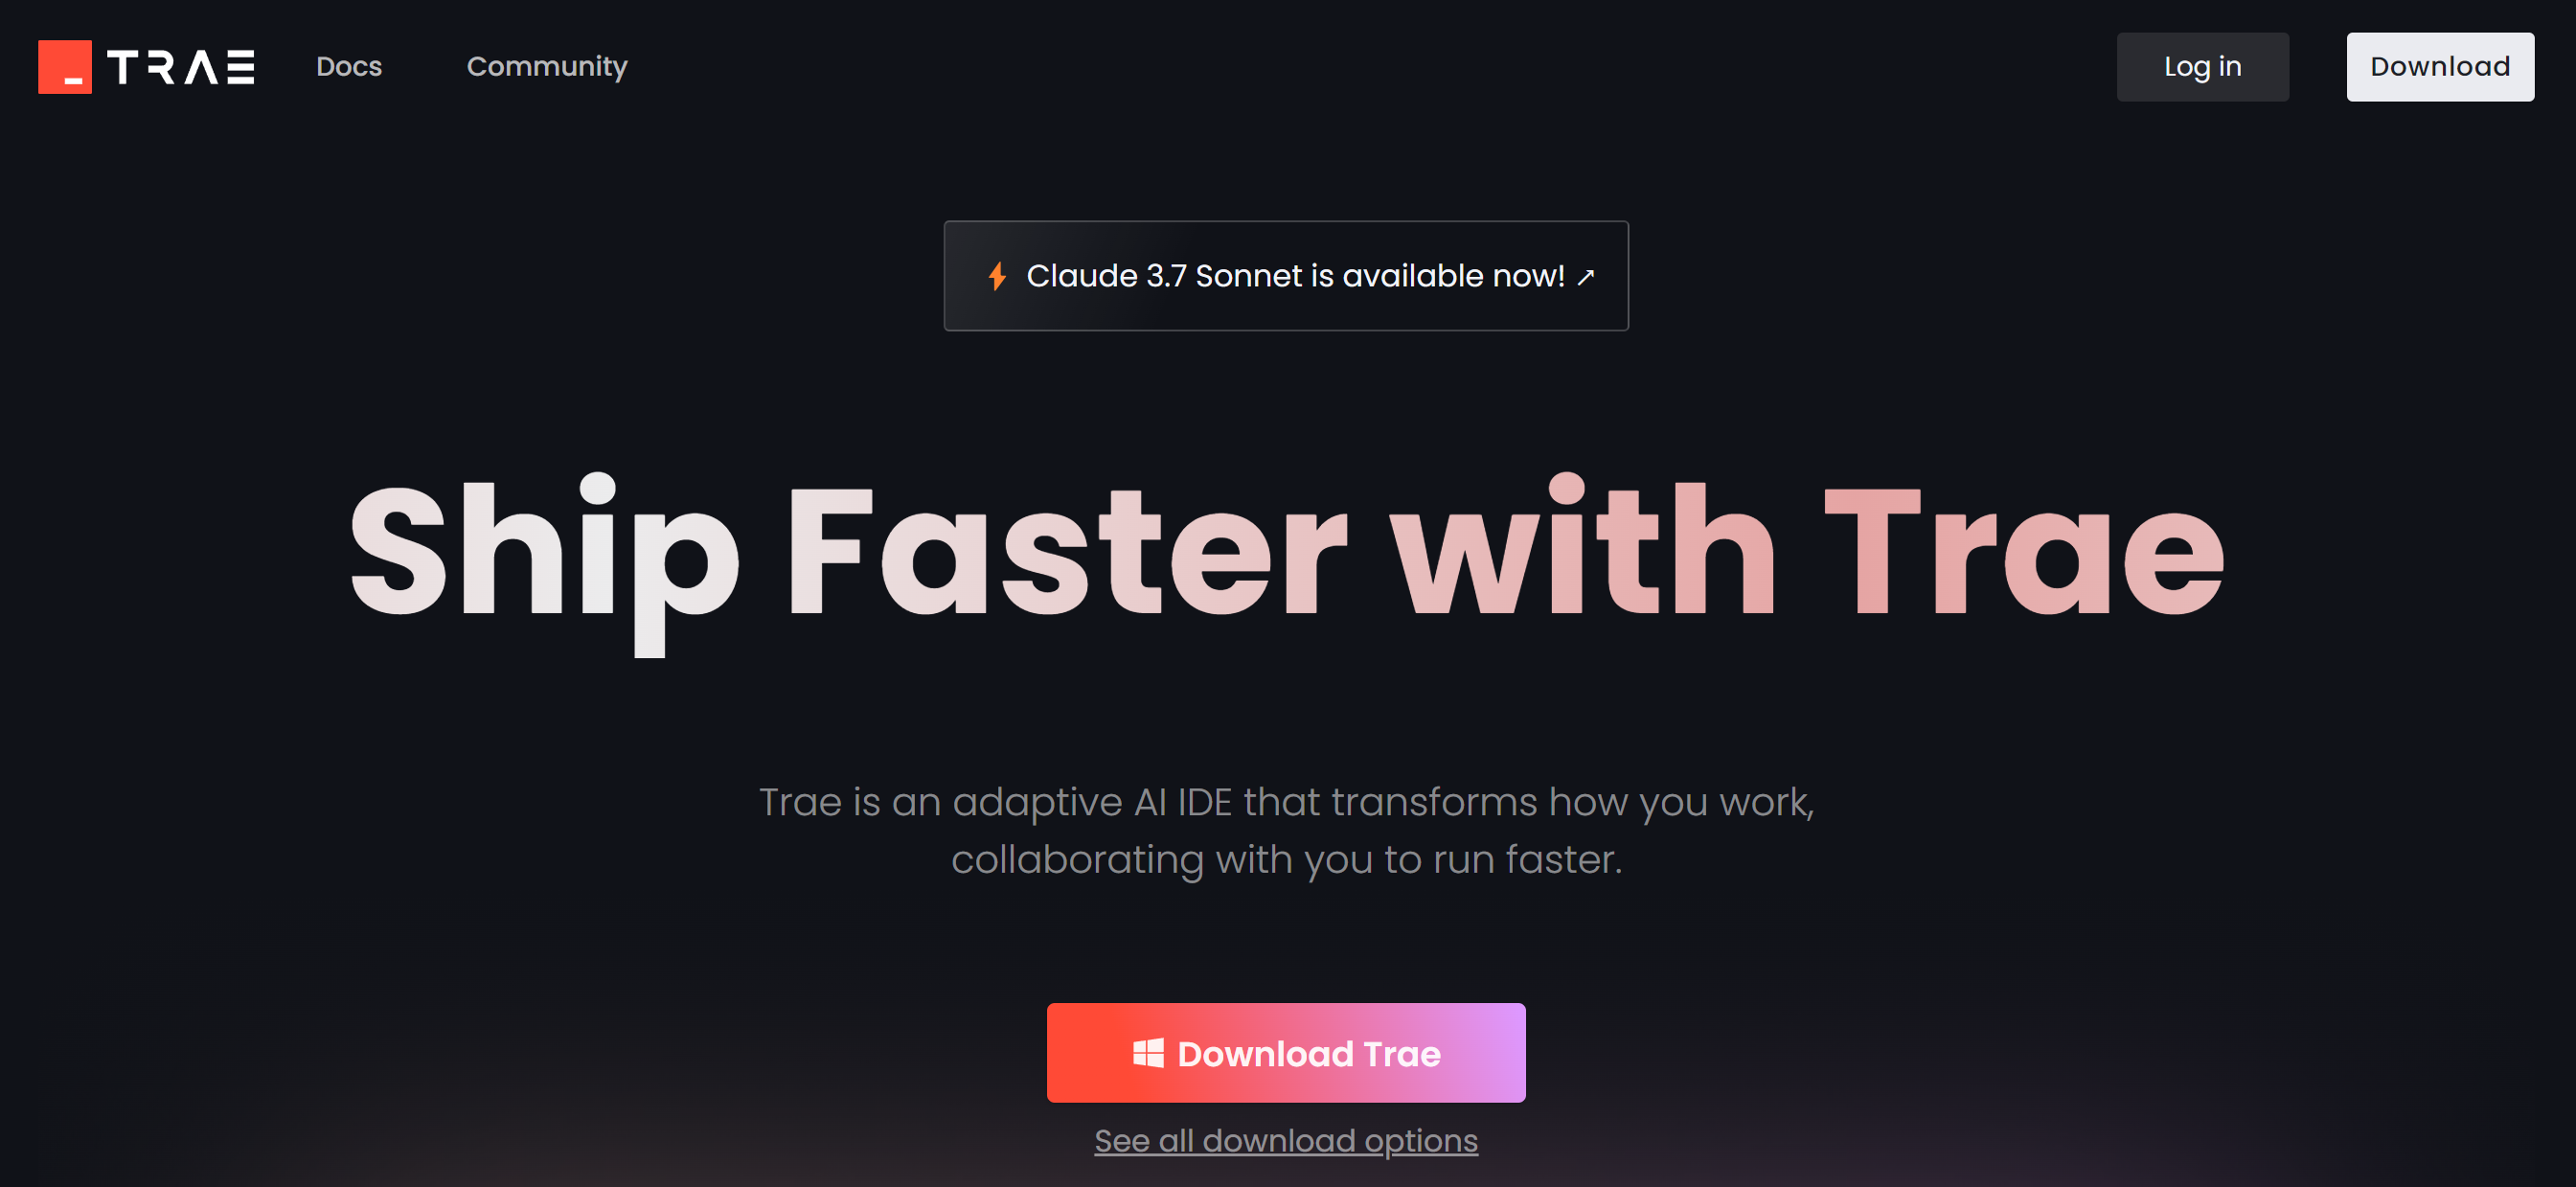 TRAE
Docs
Community
Log in
Download
Claude 3.7 Sonnet is available now! ↗
Ship Faster with Trae
Trae is an adaptive AI IDE that transforms how you work,
collaborating with you to run faster.
Download Trae
See all download options